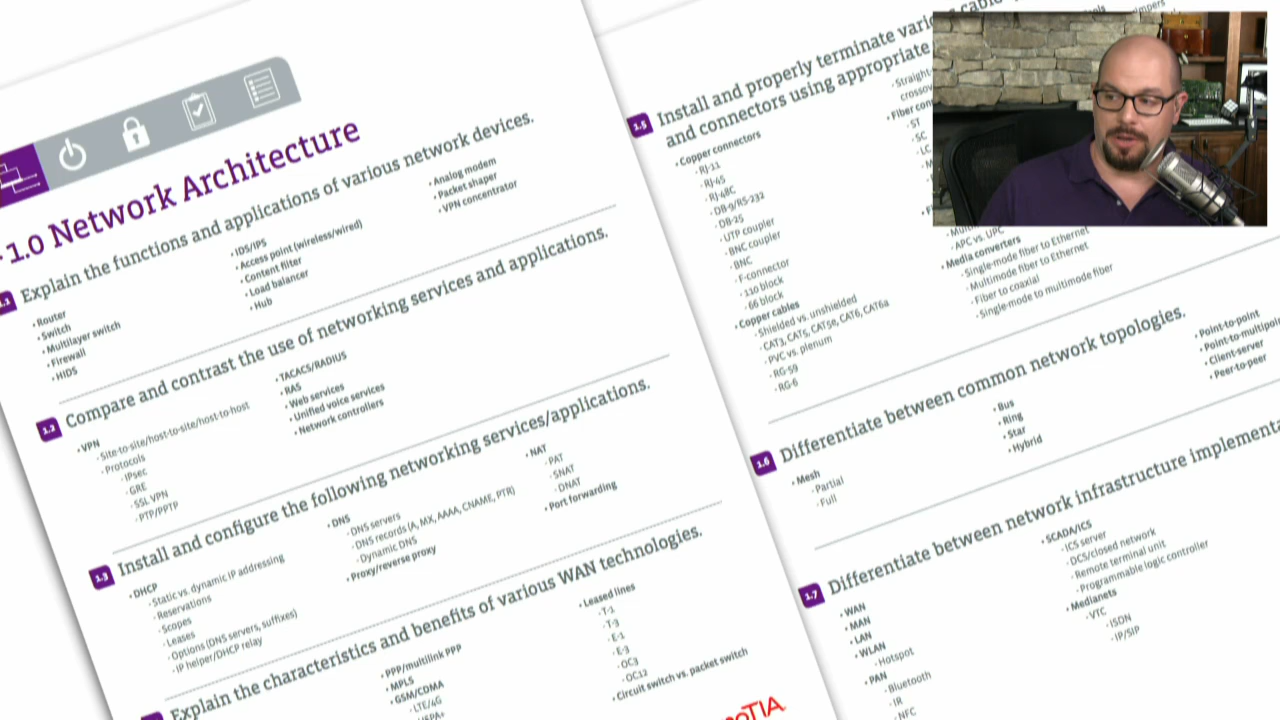 1.0 Network Architecture
1.1 Explain the functions and applications of various network devices.
• Router
• Switch
• Multilayer switch
• Firewall
• HIDS
• IDS/IPS
• Access point (wireless/wired)
• Content filter
• Load balancer
• Hub
• Analog modem
• Packet shaper
• VPN concentrator
1.2 Compare and contrast the use of networking services and applications.
• VPN
- Site-to-site/host-to-site/host-to-host
- Protocols
- IPsec
- GRE
- SSL VPN
- PTP/PPTP
• TACACS/RADIUS
• RAS
• Web services
• Unified voice services
• Network controllers
1.3 Install and configure the following networking services/applications.
• DHCP
- Static vs. dynamic IP addressing
- Reservations
- Scopes
- Leases
- Options (DNS servers, suffixes)
- IP helper/DHCP relay
• DNS
- DNS servers
- DNS records (A, MX, AAAA, CNAME, PTR)
- Dynamic DNS
• Proxy/reverse proxy
• NAT
- PAT
- SNAT
- DNAT
• Port forwarding
Explain the characteristics and benefits of various WAN technologies.
• PPP/multilink PPP
• MPLS
• GSM/CDMA
- LTE/4G
• Leased lines
- T-1
- T-3
- E-1
- E-3
- OC3
- OC12
• Circuit switch vs. packet switch
1.5 Install and properly terminate various
and connectors using appropriate
• Copper connectors
- RJ-11
- RJ-45
- RJ-48C
- DB-9/RS-232
- DB-25
- UTP coupler
- BNC coupler
- BNC
- F-connector
- 110 block
- 66 block
• Copper cables
- Shielded vs. unshielded
- CAT3, CAT5, CAT5e, CAT6, CAT6a
- PVC vs. plenum
- RG-59
- RG-6
- ST
- SC
- LC
- APC vs. UPC
• Media converters
- Single-mode fiber to Ethernet
- Multimode fiber to Ethernet
- Fiber to coaxial
- Single-mode to multimode fiber
1.6 Differentiate between common network topologies.
• Mesh
- Partial
- Full
• Bus
• Ring
• Star
• Hybrid
• Point-to-point
• Point-to-multipo
• Client-server
• Peer-to-peer
1.7 Differentiate between network infrastructure implementa
• WAN
• MAN
• LAN
• WLAN
- Hotspot
• PAN
- Bluetooth
- IR
- NFC
• SCADA/ICS
- ICS server
- DCS/closed network
- Remote terminal unit
- Programmable logic controller
• Medianets
- VTC
- ISDN
- IP/SIP